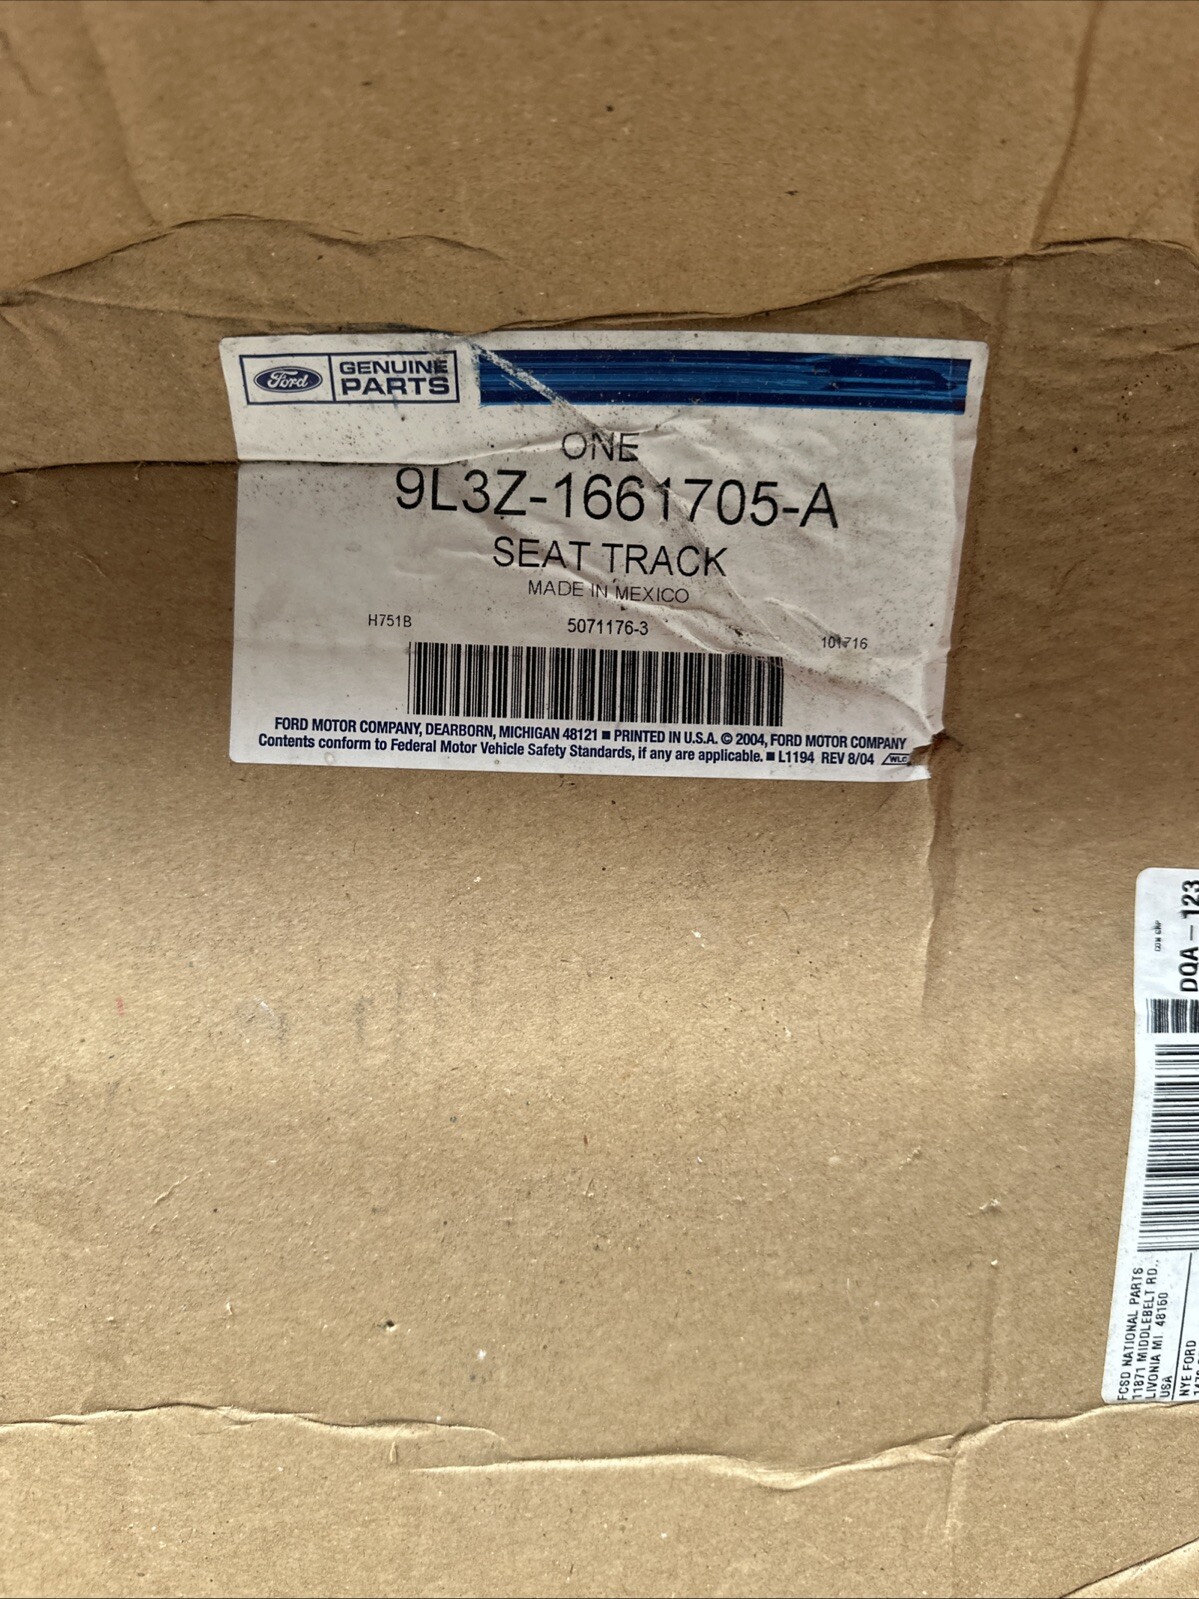 Ford
GENUINE
PARTS
ONE
9L3Z-1661705-A
SEAT TRACK
MADE IN MEXICO
H751B
5071176-3
101716
FORD MOTOR COMPANY, DEARBORN, MICHIGAN 48121 ■ PRINTED IN U.S.A. © 2004, FORD MOTOR COMPANY
Contents conform to Federal Motor Vehicle Safety Standards, if any are applicable. ■ L1194 REV 8/04 WLC
DQA - 123
FCSD NATIONAL PARTS
11871 MIDDLEBELT RD.,
LIVONIA MI 48150
USA
NYE FORD